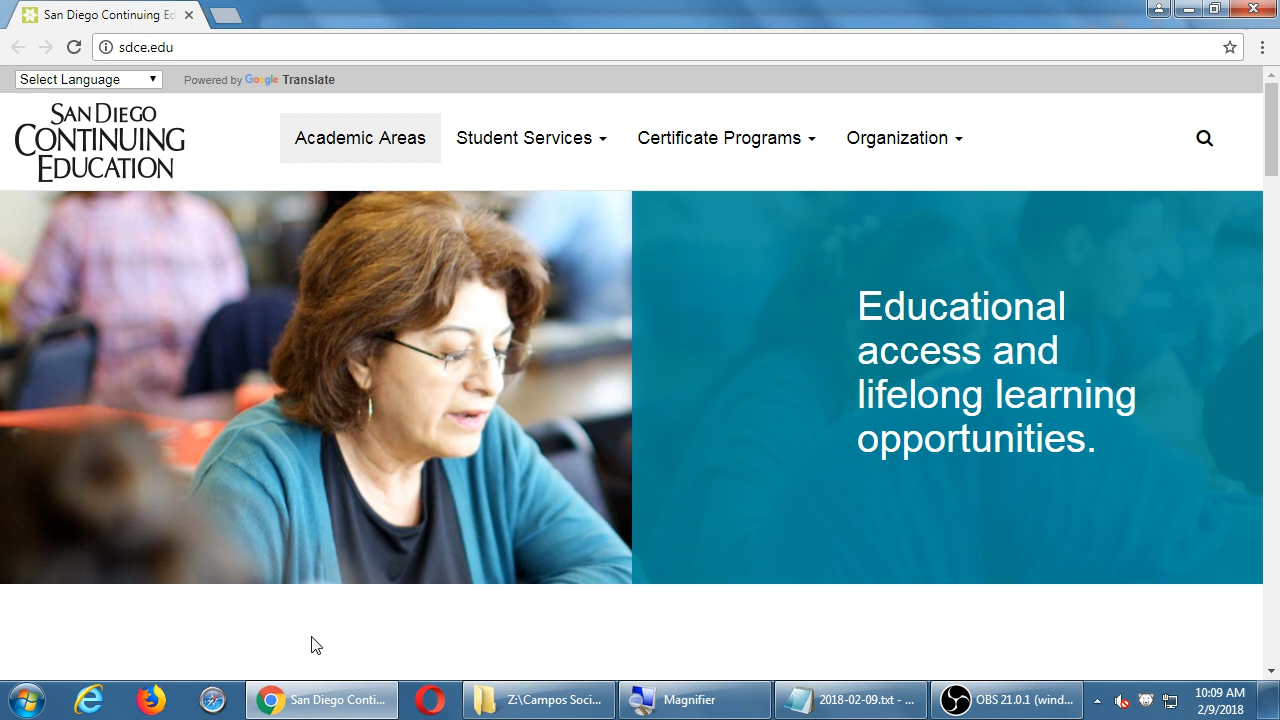 San Diego Continuing Ed
sdce.edu
Select Language
Powered by Google Translate
SAN DIEGO
CONTINUING
EDUCATION
Academic Areas
Student Services
Certificate Programs
Organization
Educational
access and
lifelong learning
opportunities.
San Diego Conti...
Z:\Campos Soci...
Magnifier
2018-02-09.txt - ...
OBS 21.0.1 (wind...
10:09 AM
2/9/2018